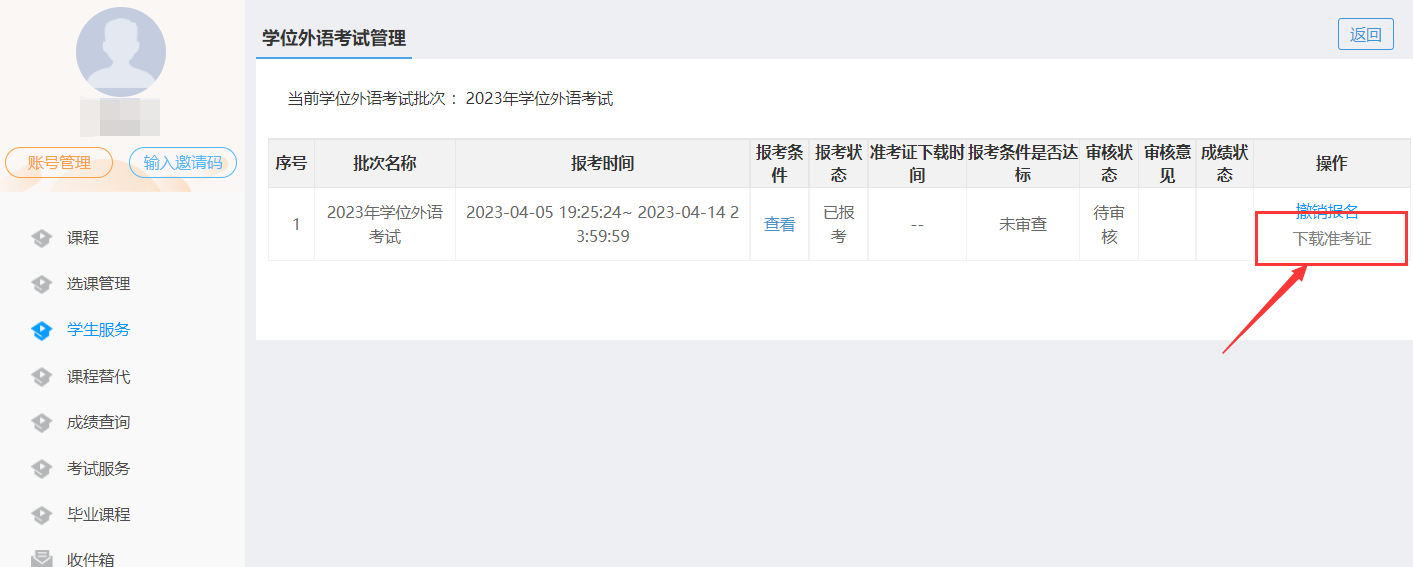 学位外语考试管理
返回
账号管理
输入邀请码
课程
选课管理
学生服务
课程替代
成绩查询
考试服务
毕业课程
收件箱
当前学位外语考试批次 ： 2023年学位外语考试
序号
批次名称
报考时间
报考条
件
报考状
态
准考证下载时
间
报考条件是否达
标
审核状
态
审核意
见
成绩状
态
操作
1
2023年学位外语
考试
2023-04-05 19:25:24~ 2023-04-14 2
3:59:59
查看
已报
考
--
未审查
待审
核
撤销报名
下载准考证